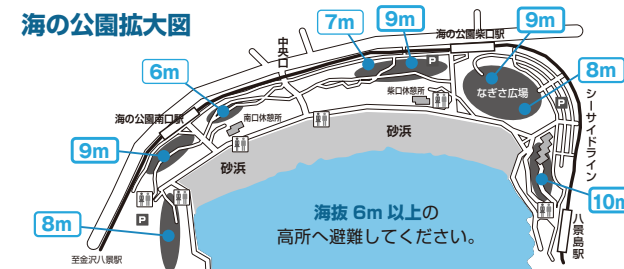 海の公園拡大図
7m
9m
海の公園柴口駅
9m
中央口
6m
P
8m
なぎさ広場
柴口休憩所
P
シーサイドライン
海の公園南口駅
南口休憩所
砂浜
9m
砂浜
10m
海抜 6m 以上の
8m
P
高所へ避難してください。
八景島駅
至金沢八景駅